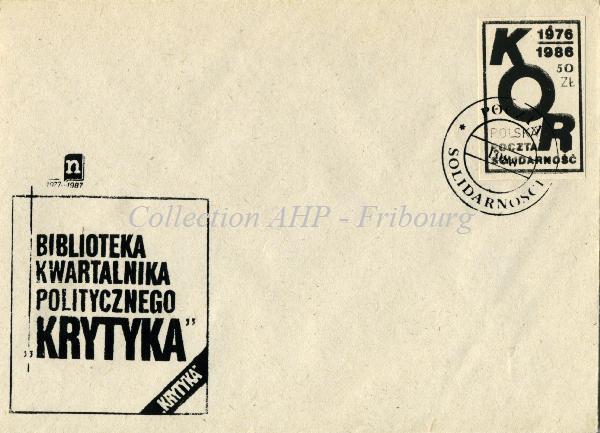 KOR
1976
1986
50
ZŁ
POLSKA
POCZTA
SOLIDARNOŚĆ
* POCZTA
SOLIDARNOŚCI
n
1977-1987
Collection AHP - Fribourg
BIBLIOTEKA
KWARTALNIKA
POLITYCZNEGO
„KRYTYKA”
„KRYTYKA”